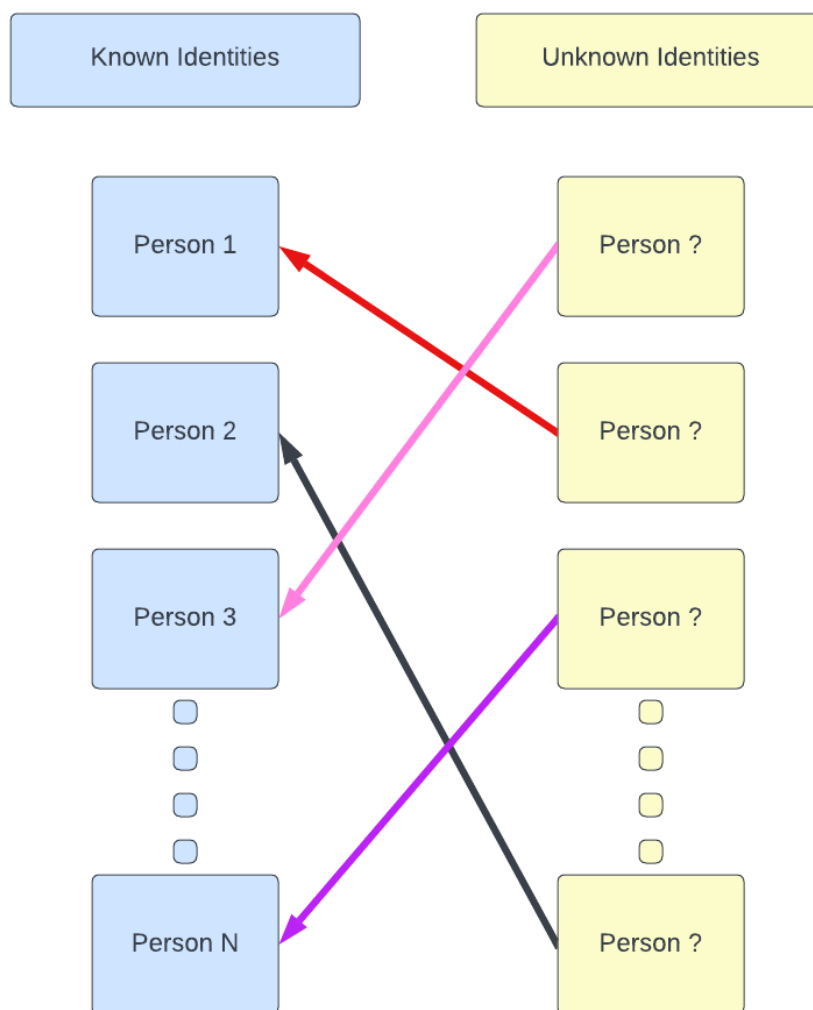 Known Identities
Unknown Identities
Person 1
Person ?
Person 2
Person ?
Person 3
Person ?
Person N
Person ?